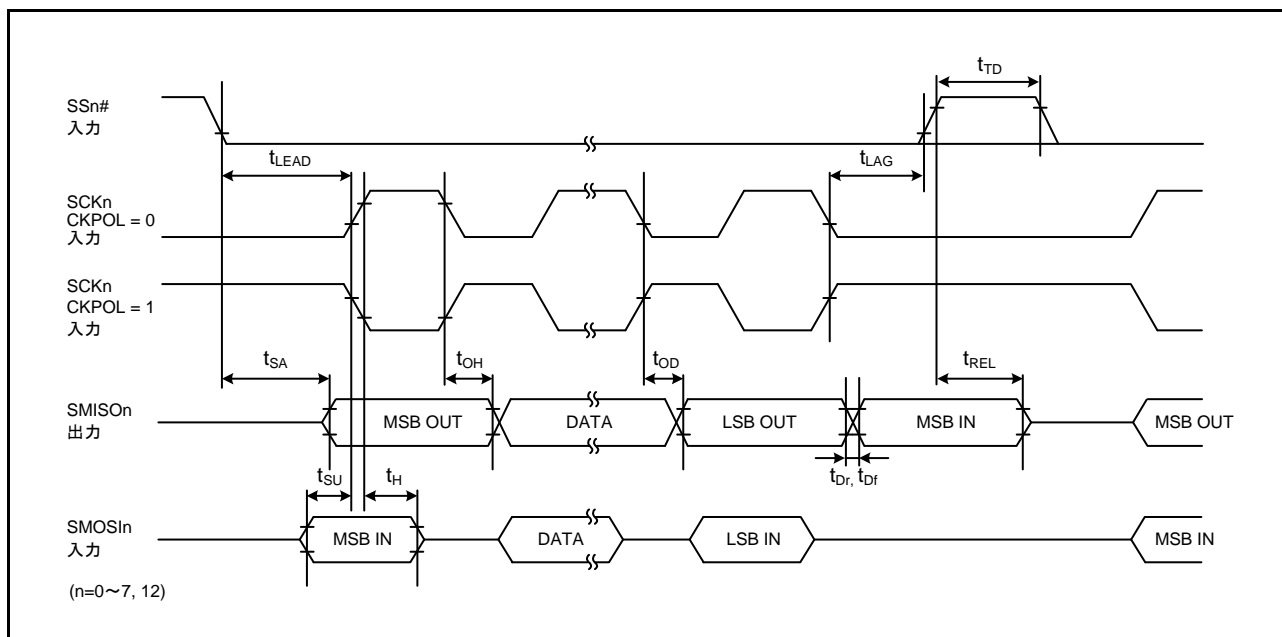 tTD
SSn#
入力
tLEAD
tLAG
SCKn
CKPOL = 0
入力
SCKn
CKPOL = 1
入力
tSA
tOH
tOD
tREL
SMISOn
出力
MSB OUT
DATA
LSB OUT
MSB IN
MSB OUT
tSU
tH
tDr, tDf
SMOSIn
入力
MSB IN
DATA
LSB IN
MSB IN
(n=0～7, 12)